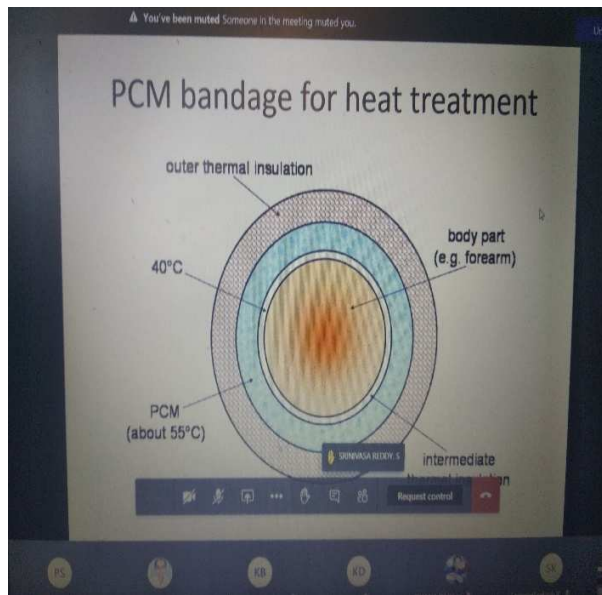 You've been muted Someone in the meeting muted you.
PCM bandage for heat treatment
outer thermal insulation
body part
(e.g. forearm)
40°C
PCM
(about 55°C)
SRINIVASA REDDY. S
intermediate
Request control
PS
KB
KD
SK